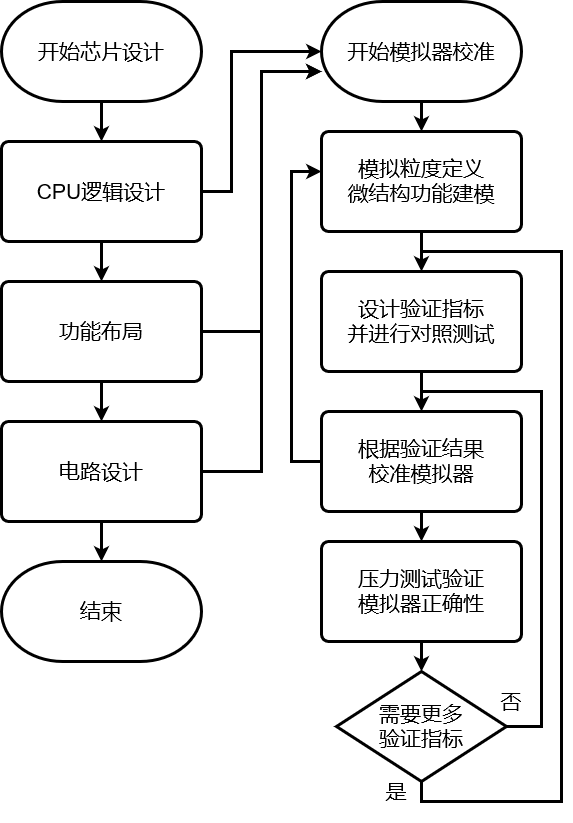 开始芯片设计
CPU逻辑设计
功能布局
电路设计
结束
开始模拟器校准
模拟粒度定义
微结构功能建模
设计验证指标
并进行对照测试
根据验证结果
校准模拟器
压力测试验证
模拟器正确性
需要更多
验证指标
否
是